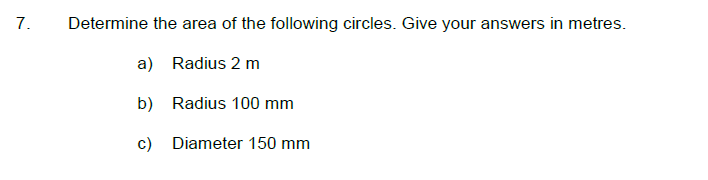 7. Determine the area of the following circles. Give your answers in metres.
a) Radius 2 m
b) Radius 100 mm
c) Diameter 150 mm